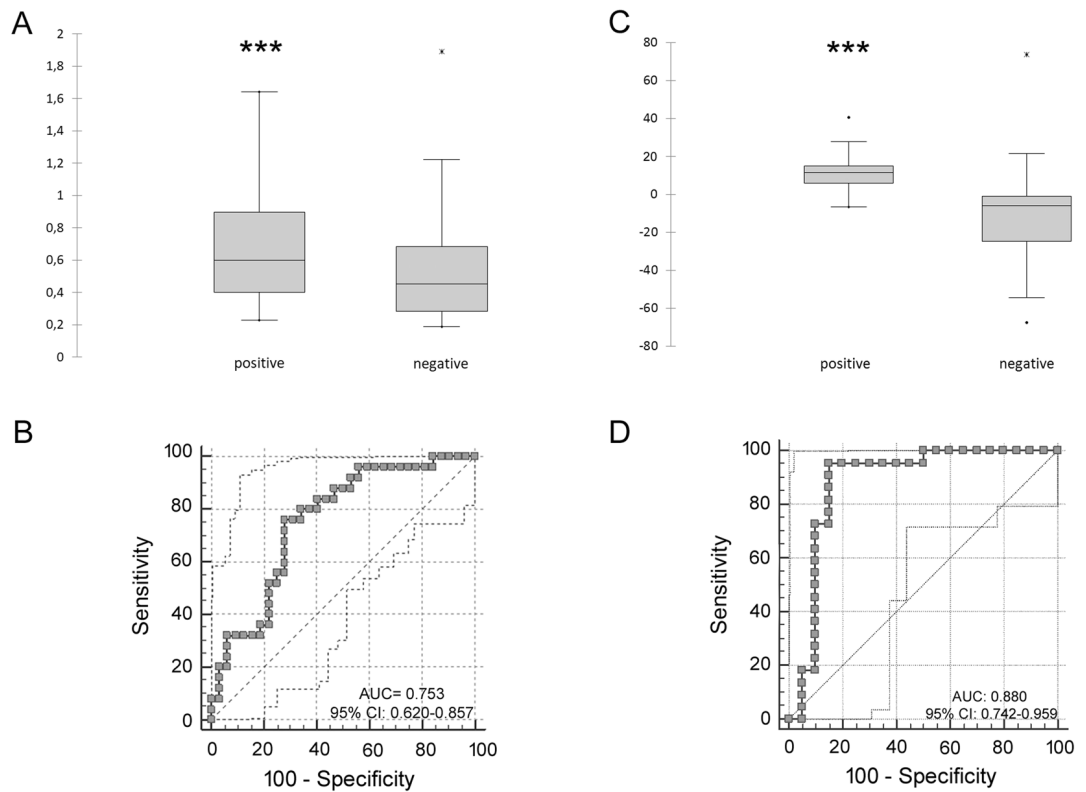 A
2
1,8
1,6
1,4
1,2
1
0,8
0,6
0,4
0,2
0
***
positive
negative
C
80
60
40
20
0
-20
-40
-60
-80
***
positive
negative
B
Sensitivity
100
80
60
40
20
0
AUC= 0.753
95% CI: 0.620-0.857
0 20 40 60 80 100
100 - Specificity
D
Sensitivity
100
80
60
40
20
0
AUC: 0.880
95% CI: 0.742-0.959
0 20 40 60 80 100
100 - Specificity